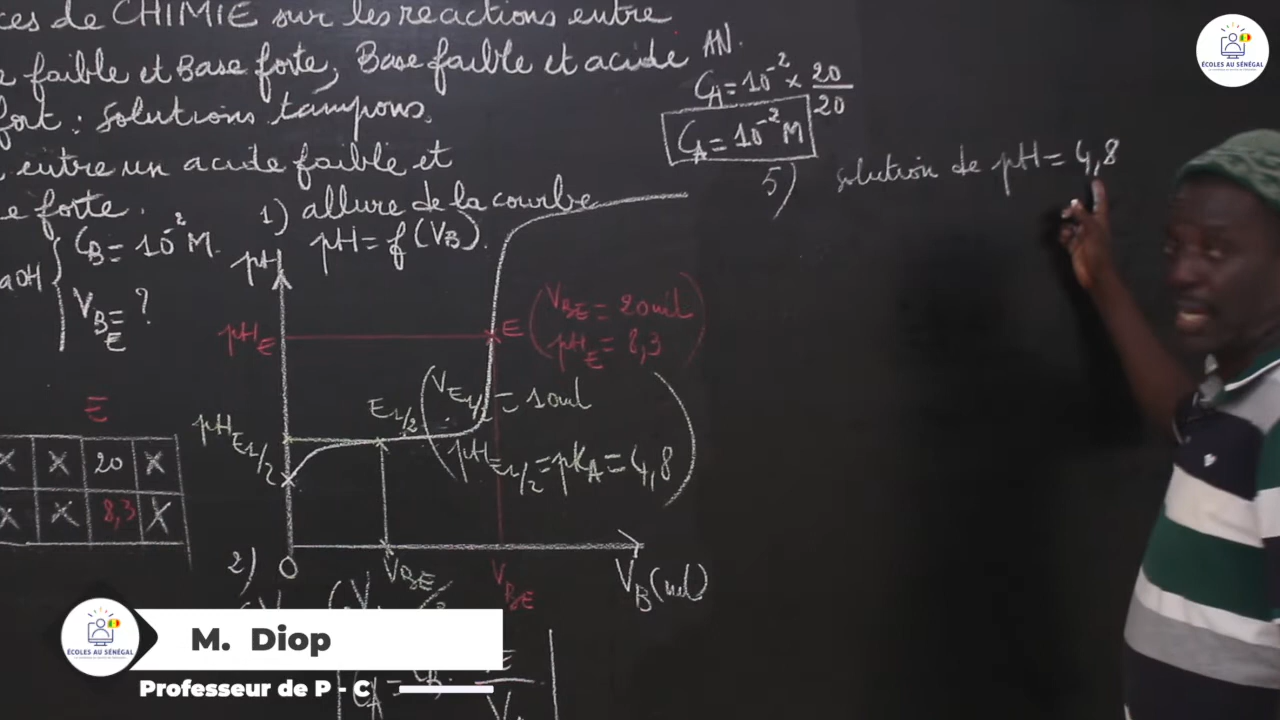 ces de CHIMIE sur les reactions entre
e faible et Base forte, Base faible et acide
fort : solutions tampons.
, entre un acide faible et
e forte.
aOH
C_B = 10^-2 M.
V_BE = ?
E
X X 20 X
X X 8,3 X
1) allure de la courbe
pH = f(V_B).
pH
pH_E
E (V_BE = 20 ml
pH_E = 8,3)
pH_E1/2
E_1/2 (V_E1/2 = 10 ml
pH_E1/2 = pK_A = 4,8)
2)
O
V_BE/2
V_BE
V_B (ml)
AN.
C_A = 10^-2 × 20/20
C_A = 10^-2 M
5) solution de pH = 4,8
ÉCOLES AU SÉNÉGAL
ÉCOLES AU SÉNÉGAL
M. Diop
Professeur de P - C